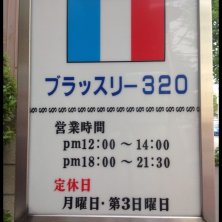 ブラッスリー320
営業時間
pm12:00 ～ 14:00
pm18:00 ～ 21:30
定休日
月曜日・第3日曜日